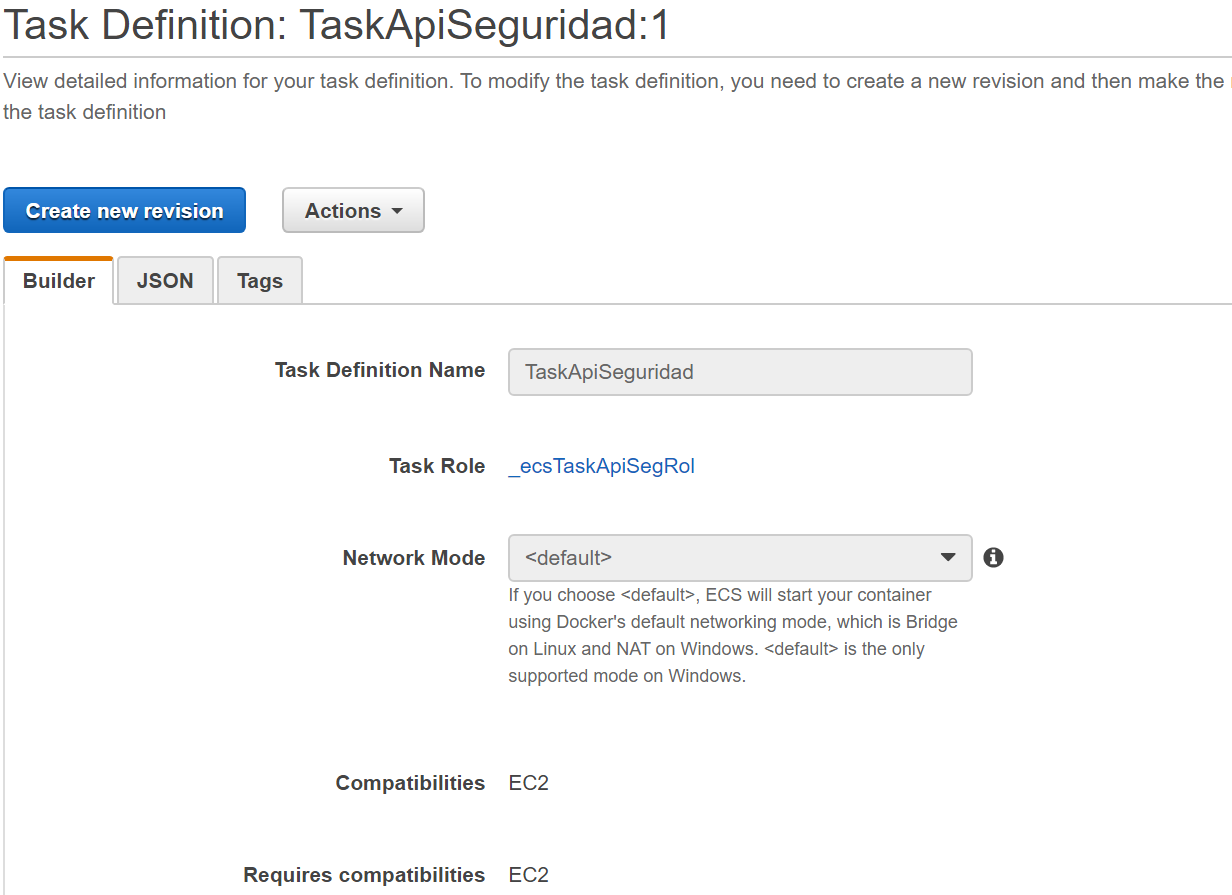 Task Definition: TaskApiSeguridad:1
View detailed information for your task definition. To modify the task definition, you need to create a new revision and then make the
the task definition
Create new revision
Actions
Builder
JSON
Tags
Task Definition Name
TaskApiSeguridad
Task Role
_ecsTaskApiSegRol
Network Mode
<default>
If you choose <default>, ECS will start your container
using Docker's default networking mode, which is Bridge
on Linux and NAT on Windows. <default> is the only
supported mode on Windows.
Compatibilities
EC2
Requires compatibilities
EC2